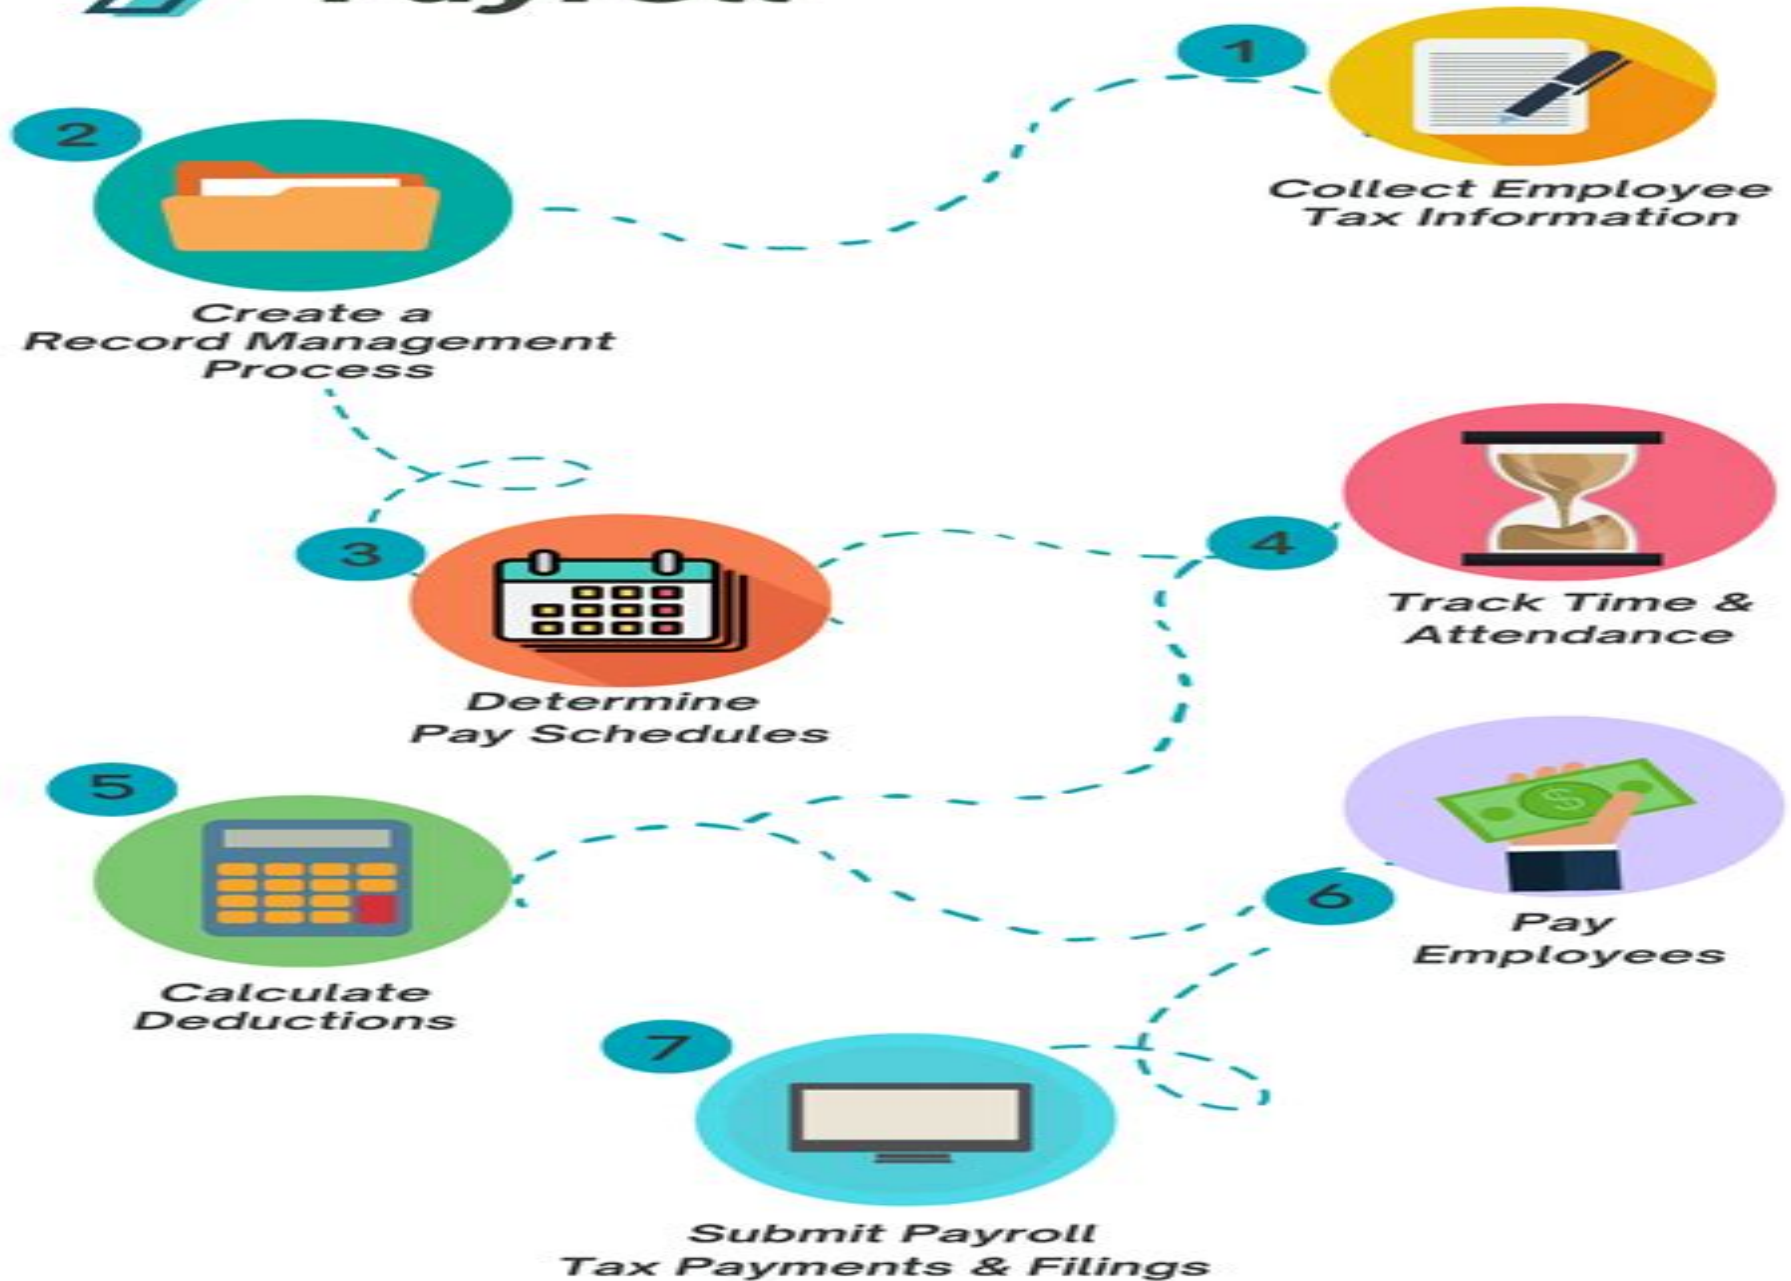 Payroll
1
Collect Employee
Tax Information
2
Create a
Record Management
Process
3
Determine
Pay Schedules
4
Track Time &
Attendance
5
Calculate
Deductions
6
Pay
Employees
7
Submit Payroll
Tax Payments & Filings